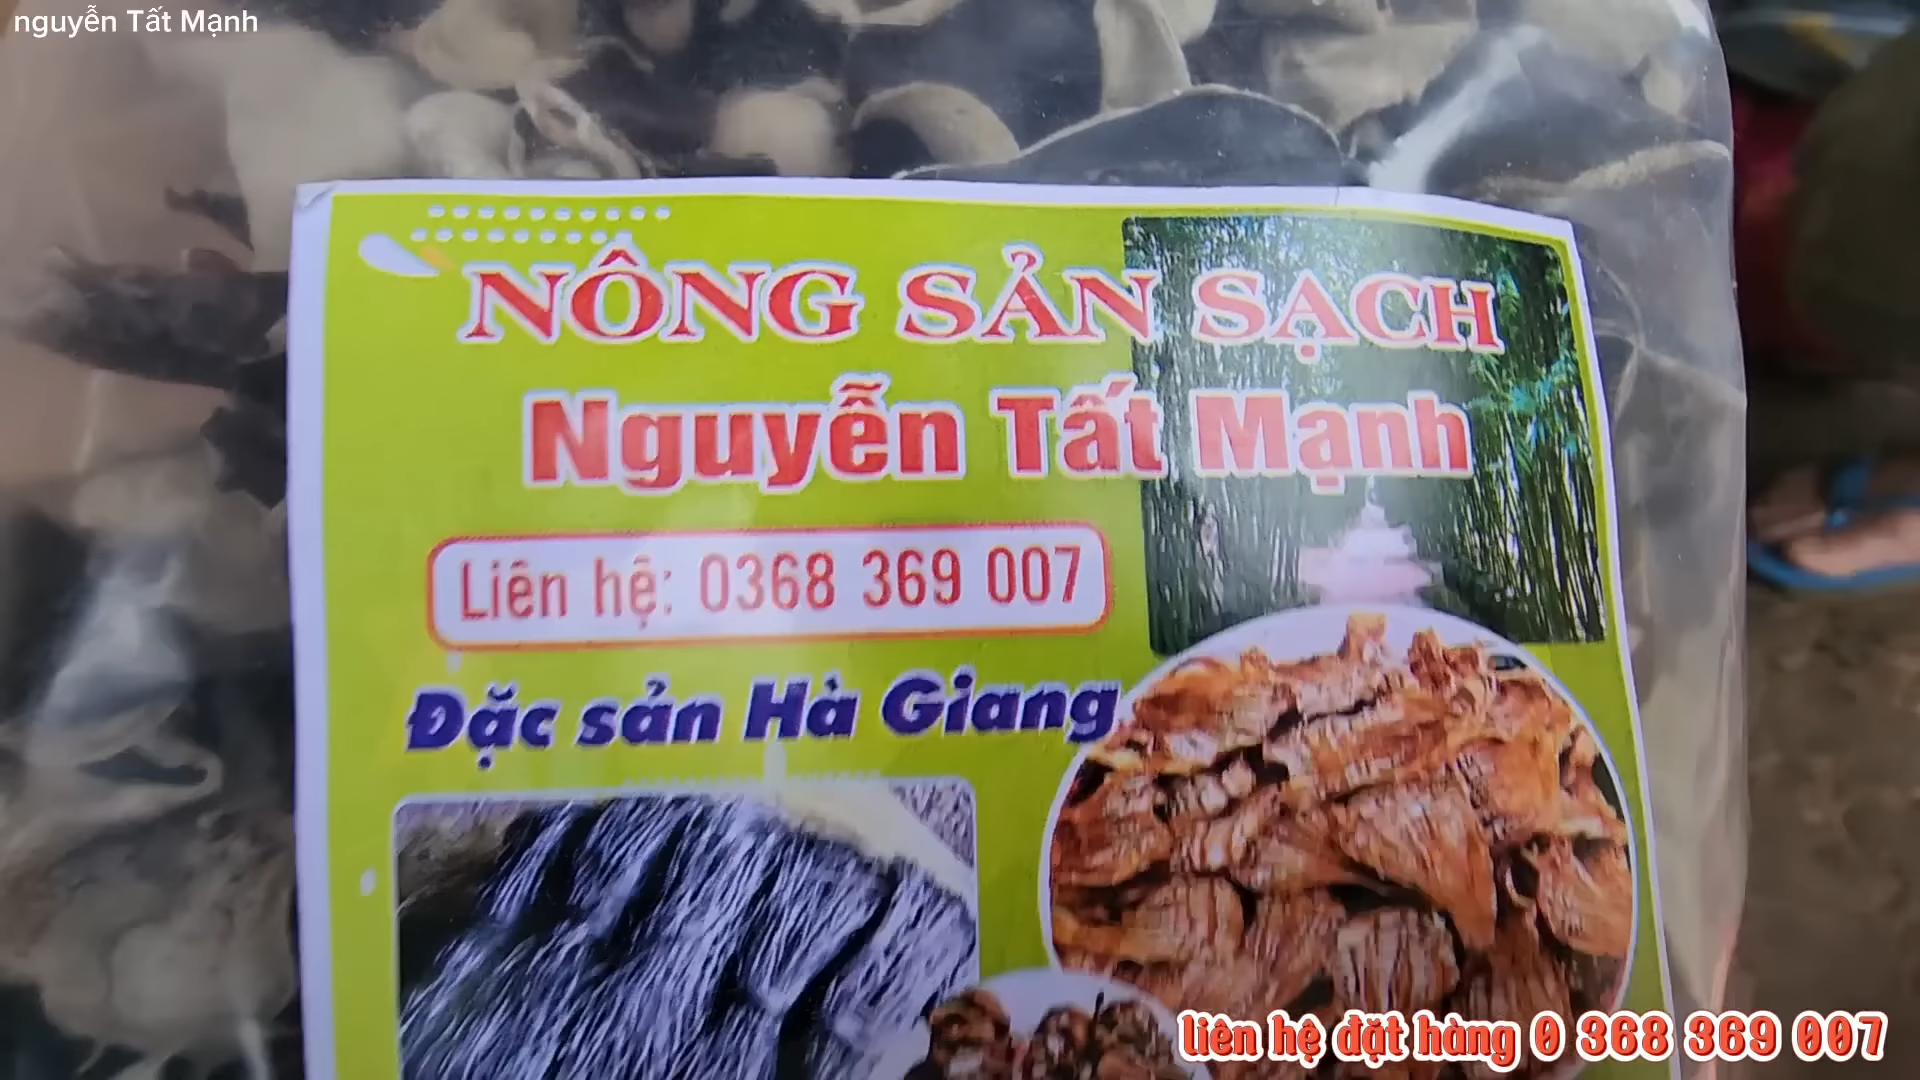 nguyễn Tất Mạnh
NÔNG SẢN SẠCH
Nguyễn Tất Mạnh
Liên hệ: 0368 369 007
Đặc sản Hà Giang
liên hệ đặt hàng 0 368 369 007